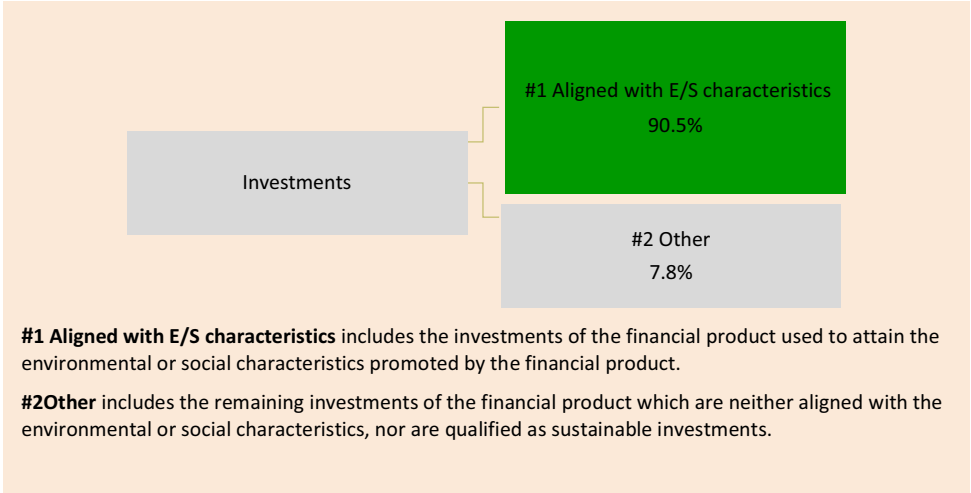 #1 Aligned with E/S characteristics
90.5%
Investments
#2 Other
7.8%
#1 Aligned with E/S characteristics includes the investments of the financial product used to attain the
environmental or social characteristics promoted by the financial product.
#2Other includes the remaining investments of the financial product which are neither aligned with the
environmental or social characteristics, nor are qualified as sustainable investments.